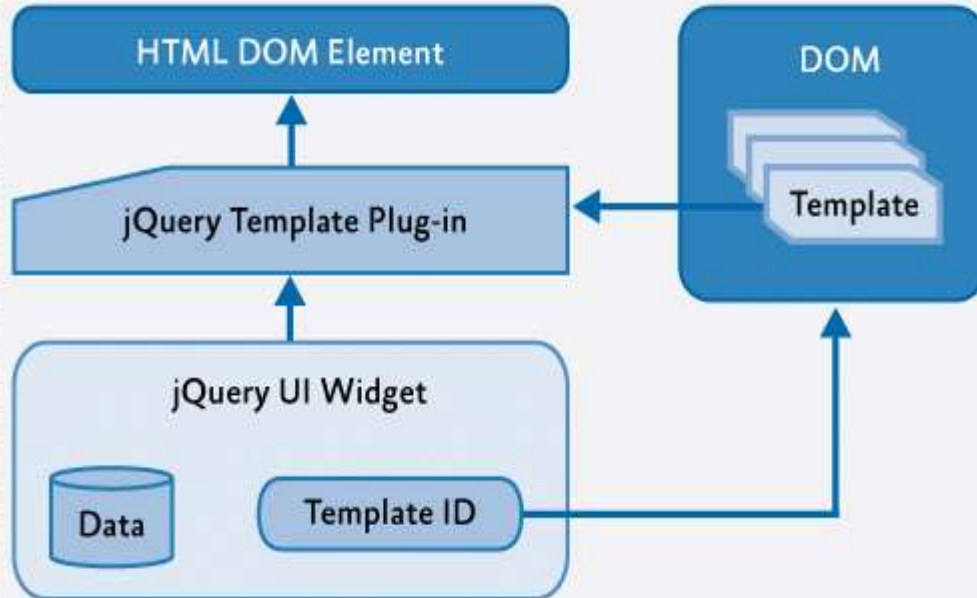 HTML DOM Element
DOM
Template
jQuery Template Plug-in
jQuery UI Widget
Data
Template ID